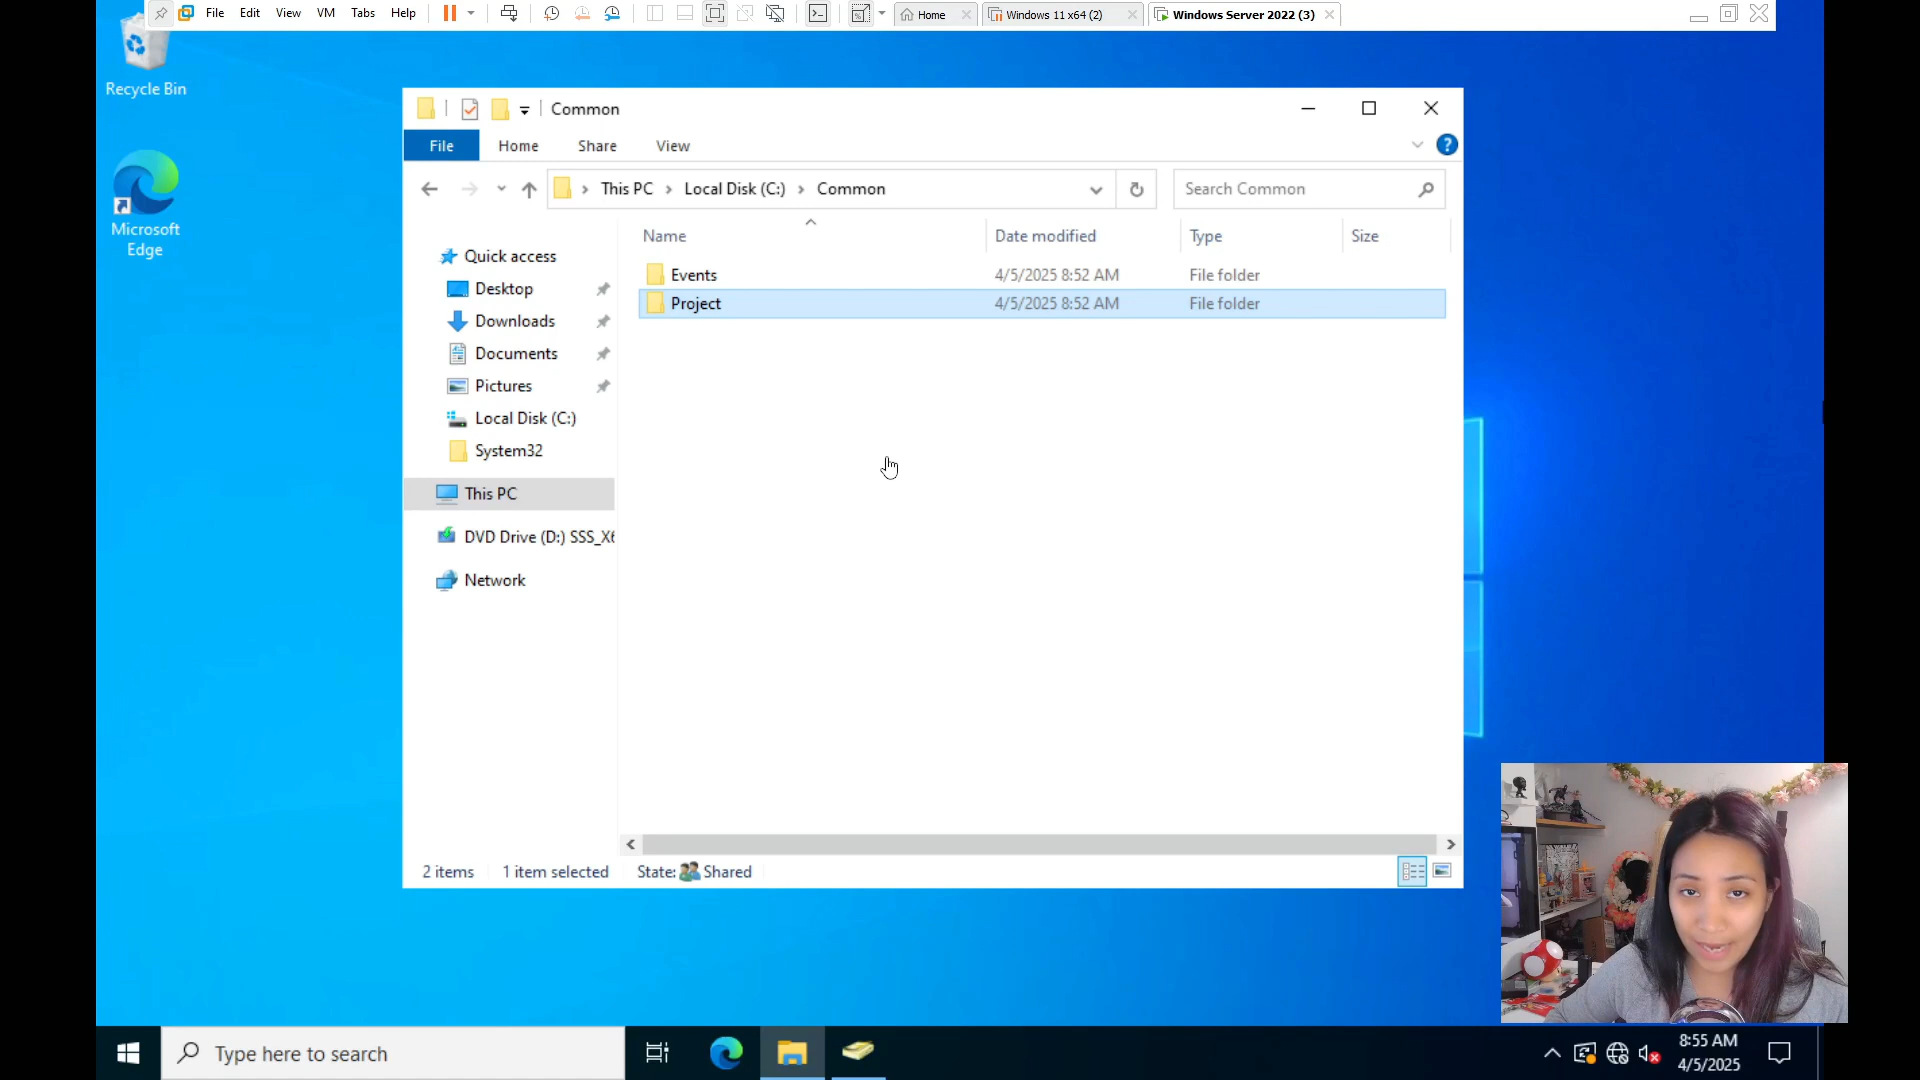 File Edit View VM Tabs Help Home Windows 11 x64 (2) Windows Server 2022 (3)
Recycle Bin
Microsoft
Edge
Common
File Home Share View
This PC Local Disk (C:) Common
Search Common
Name Date modified Type Size
Events 4/5/2025 8:52 AM File folder
Project 4/5/2025 8:52 AM File folder
Quick access
Desktop
Downloads
Documents
Pictures
Local Disk (C:)
System32
This PC
DVD Drive (D:) SSS_X6
Network
2 items 1 item selected State: Shared
Type here to search
8:55 AM
4/5/2025